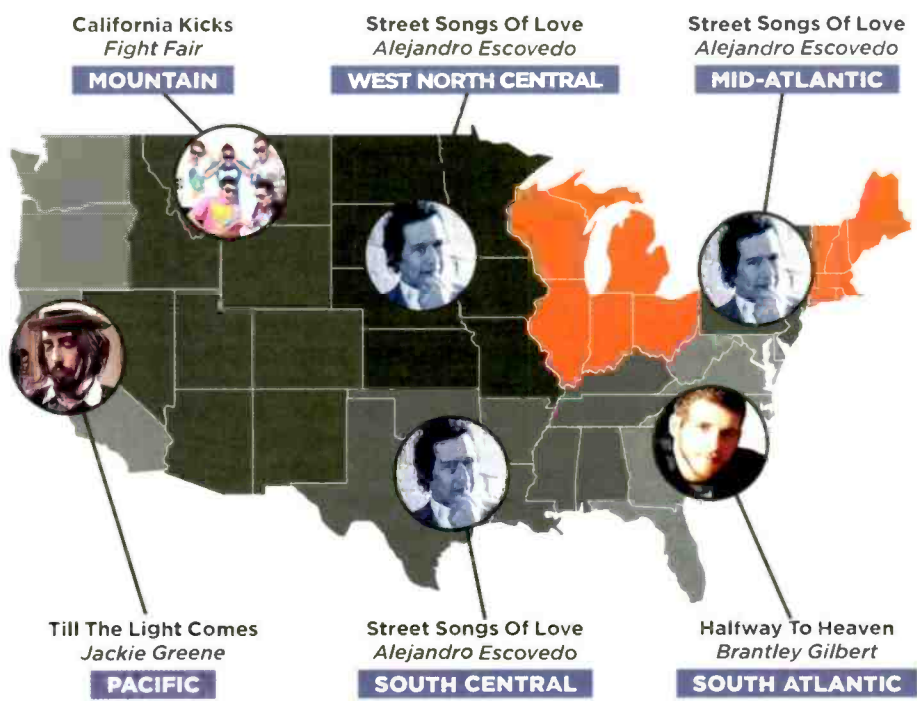 California Kicks
Fight Fair
MOUNTAIN
Street Songs Of Love
Alejandro Escovedo
WEST NORTH CENTRAL
Street Songs Of Love
Alejandro Escovedo
MID-ATLANTIC
Till The Light Comes
Jackie Greene
PACIFIC
Street Songs Of Love
Alejandro Escovedo
SOUTH CENTRAL
Halfway To Heaven
Brantley Gilbert
SOUTH ATLANTIC